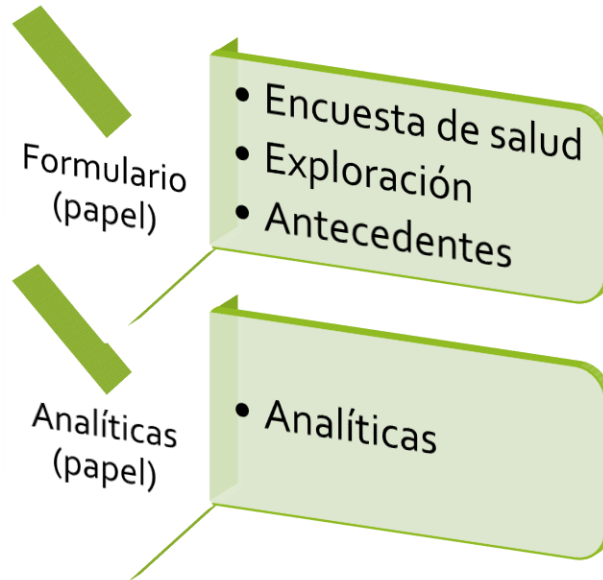 Formulario
(papel)
• Encuesta de salud
• Exploración
• Antecedentes
Analíticas
(papel)
• Analíticas